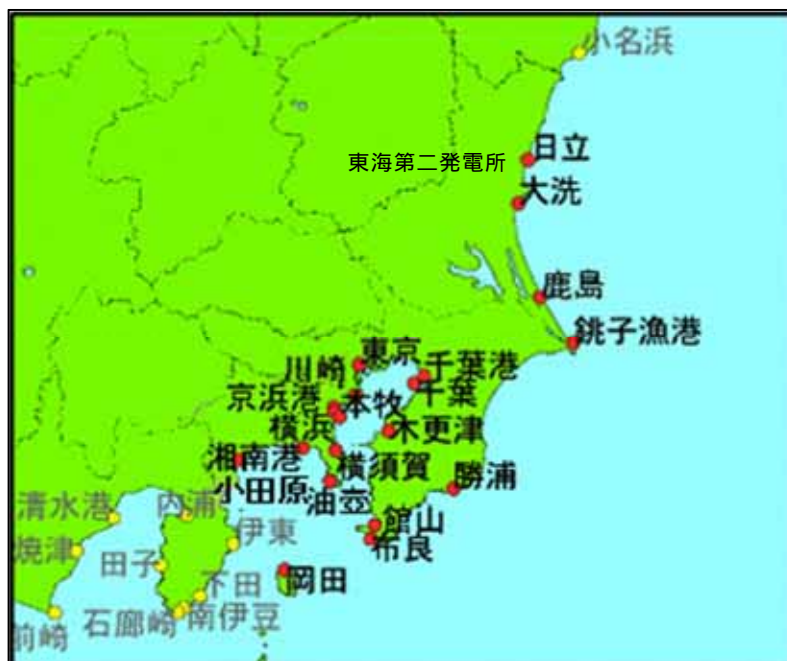 小名浜
日立
東海第二発電所
大洗
鹿島
銚子漁港
東京
川崎
千葉港
千葉
京浜港
本牧
横浜
木更津
湘南港
横須賀
小田原
勝浦
油壺
清水港
内浦
館山
伊東
布良
焼津
田子
岡田
下田
石廊崎
南伊豆
前崎